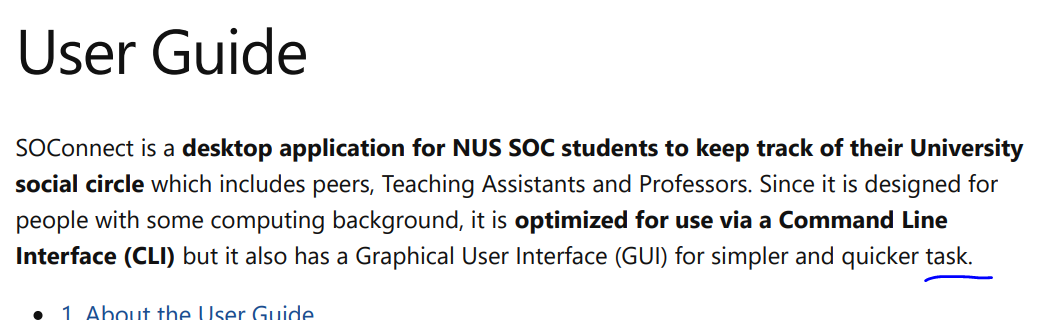 User Guide
SOConnect is a desktop application for NUS SOC students to keep track of their University
social circle which includes peers, Teaching Assistants and Professors. Since it is designed for
people with some computing background, it is optimized for use via a Command Line
Interface (CLI) but it also has a Graphical User Interface (GUI) for simpler and quicker task.
• 1. About the User Guide